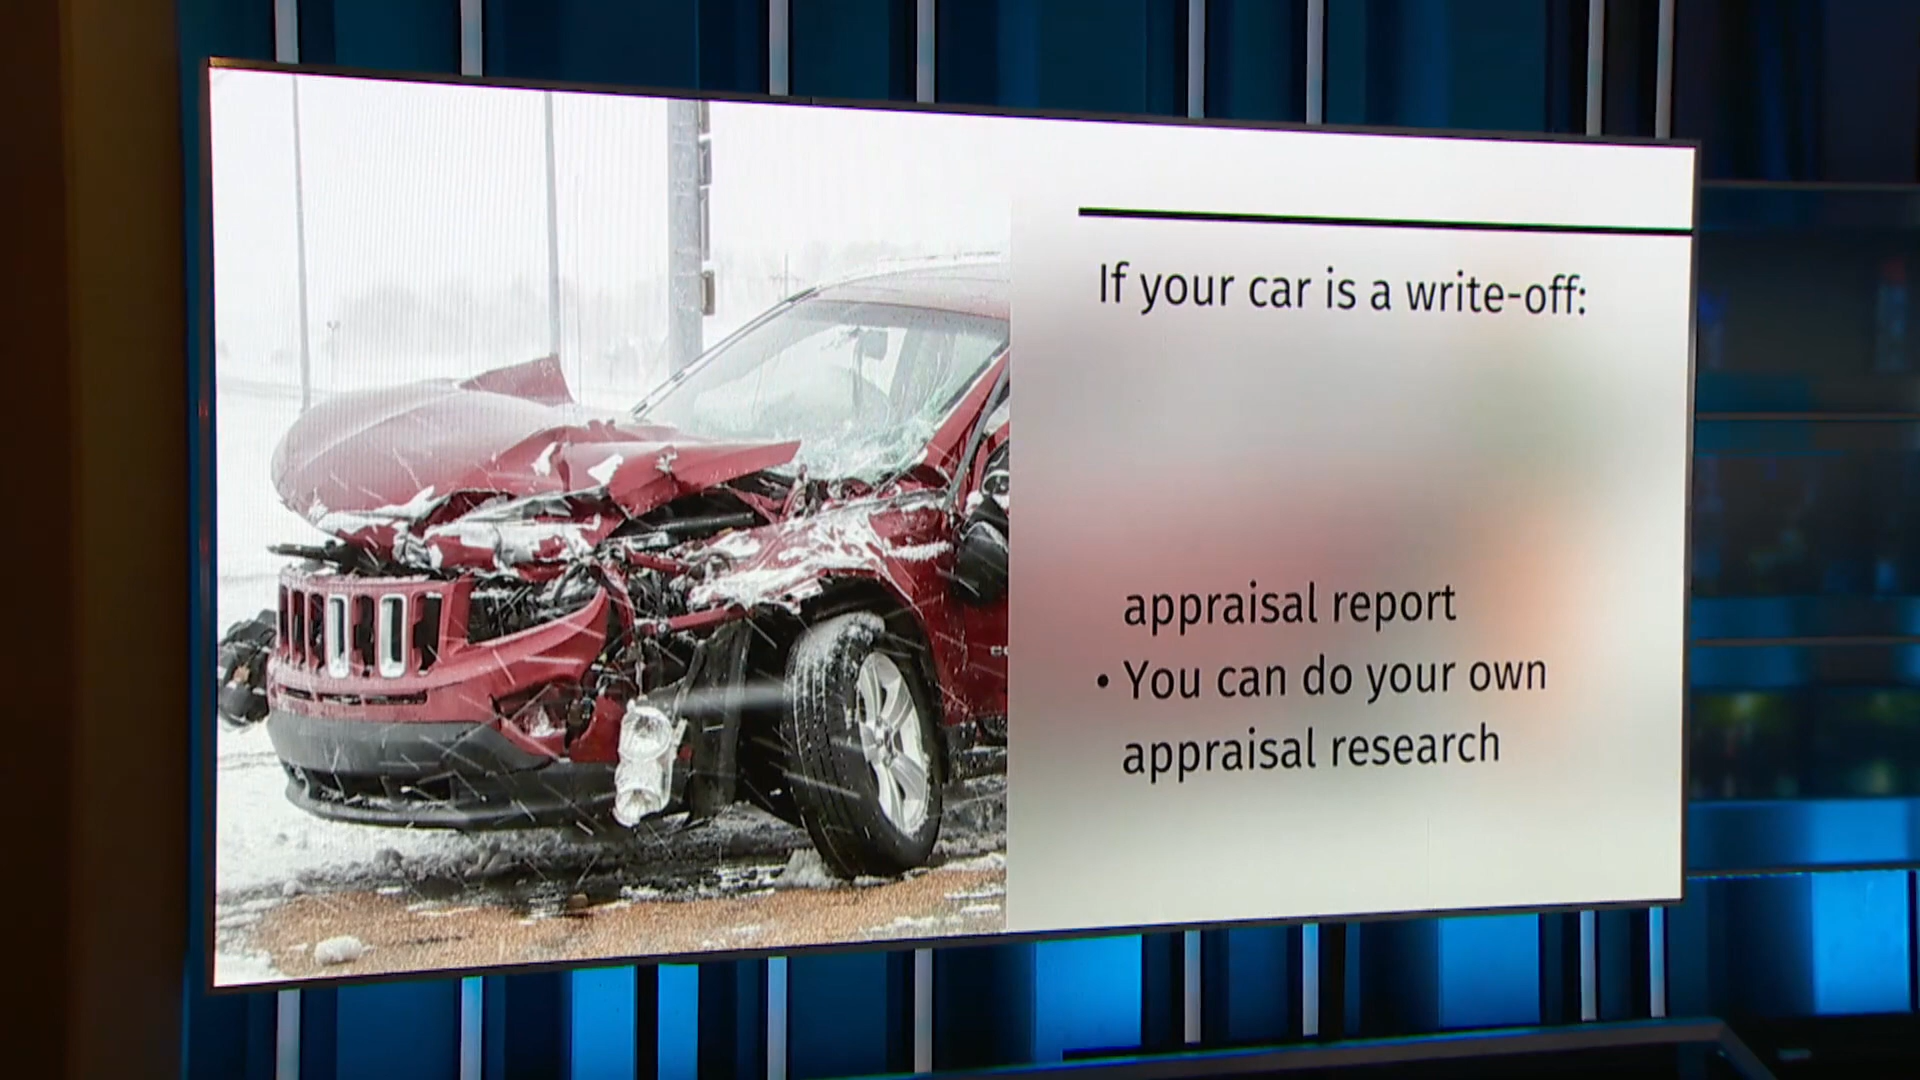 If your car is a write-off:
appraisal report
• You can do your own
appraisal research